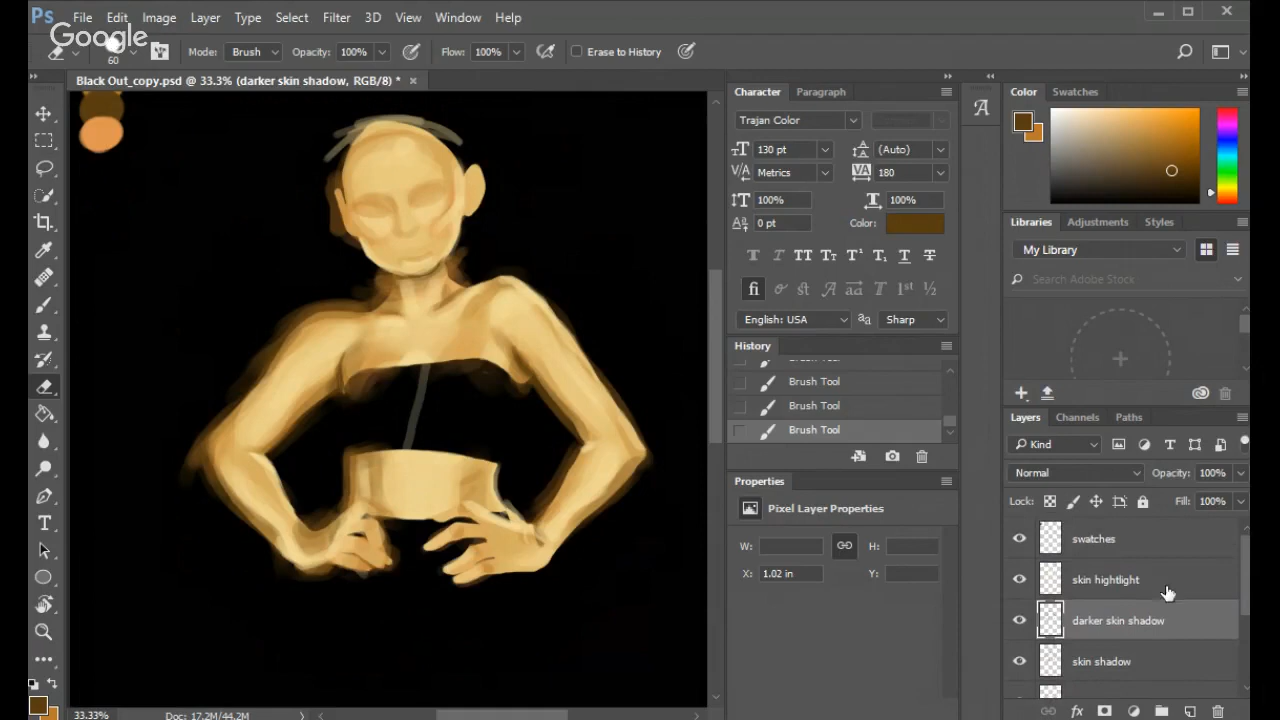 Ps File Edit Image Layer Type Select Filter 3D View Window Help
Google
60 Mode: Brush Opacity: 100% Flow: 100% Erase to History
Black Out_copy.psd @ 33.3% (darker skin shadow, RGB/8) *
Character Paragraph
Trajan Color
130 pt (Auto)
Metrics 180
100% 100%
0 pt Color:
English: USA Sharp
History
Brush Tool
Brush Tool
Brush Tool
Brush Tool
Properties
Pixel Layer Properties
W: H:
X: 1.02 in Y:
Color Swatches
Libraries Adjustments Styles
My Library
Search Adobe Stock
Layers Channels Paths
Kind
Normal Opacity: 100%
Lock: Fill: 100%
swatches
skin hightlight
darker skin shadow
skin shadow
33.33% Doc: 17.2M/44.2M